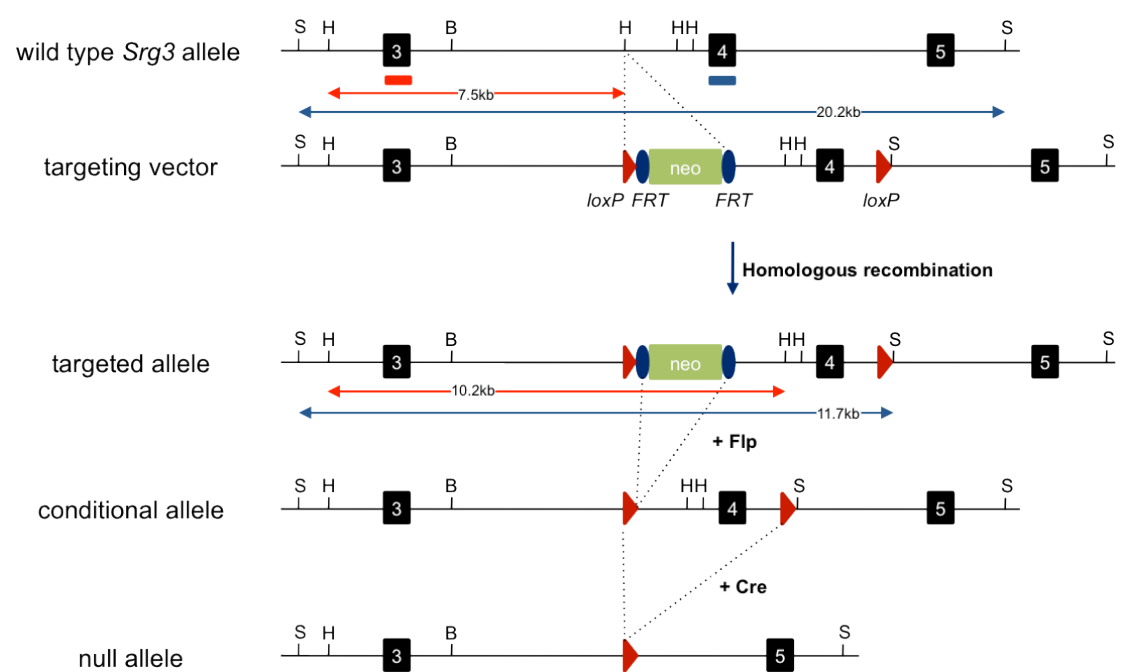 S H B H HH S
wild type Srg3 allele 3 4 5
7.5kb
20.2kb
S H B HH S S
targeting vector 3 neo 4 5
loxP FRT FRT loxP
Homologous recombination
S H B HH S S
targeted allele 3 neo 4 5
10.2kb
11.7kb
+ Flp
S H B HH S S
conditional allele 3 4 5
+ Cre
S H B S
null allele 3 5